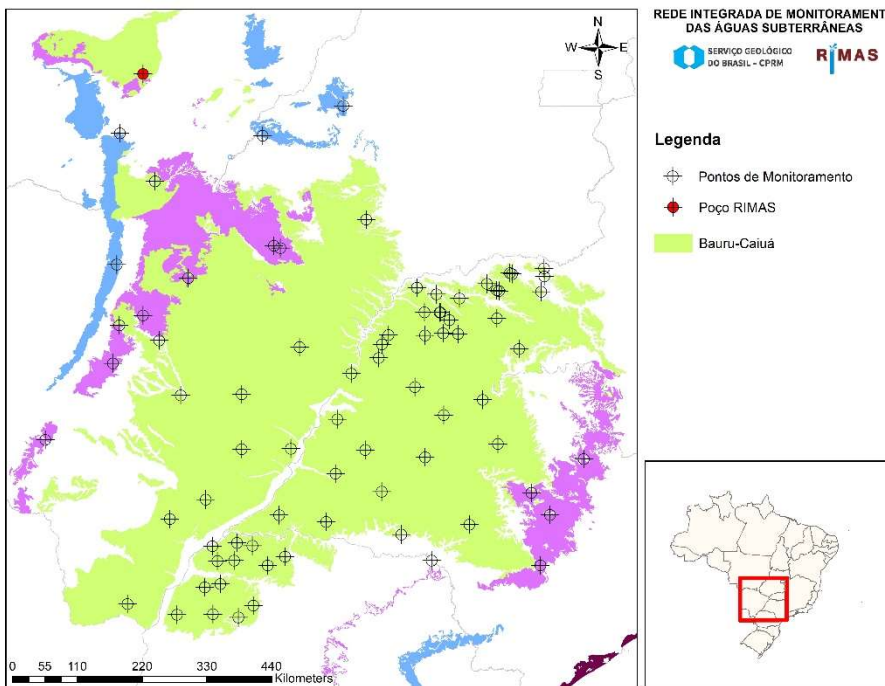 REDE INTEGRADA DE MONITORAMENT
DAS ÁGUAS SUBTERRÂNEAS
SERVIÇO GEOLÓGICO
DO BRASIL – CPRM
RIMAS
N
W E
S
Legenda
Pontos de Monitoramento
Poço RIMAS
Bauru-Caiuá
0 55 110 220 330 440
Kilometers